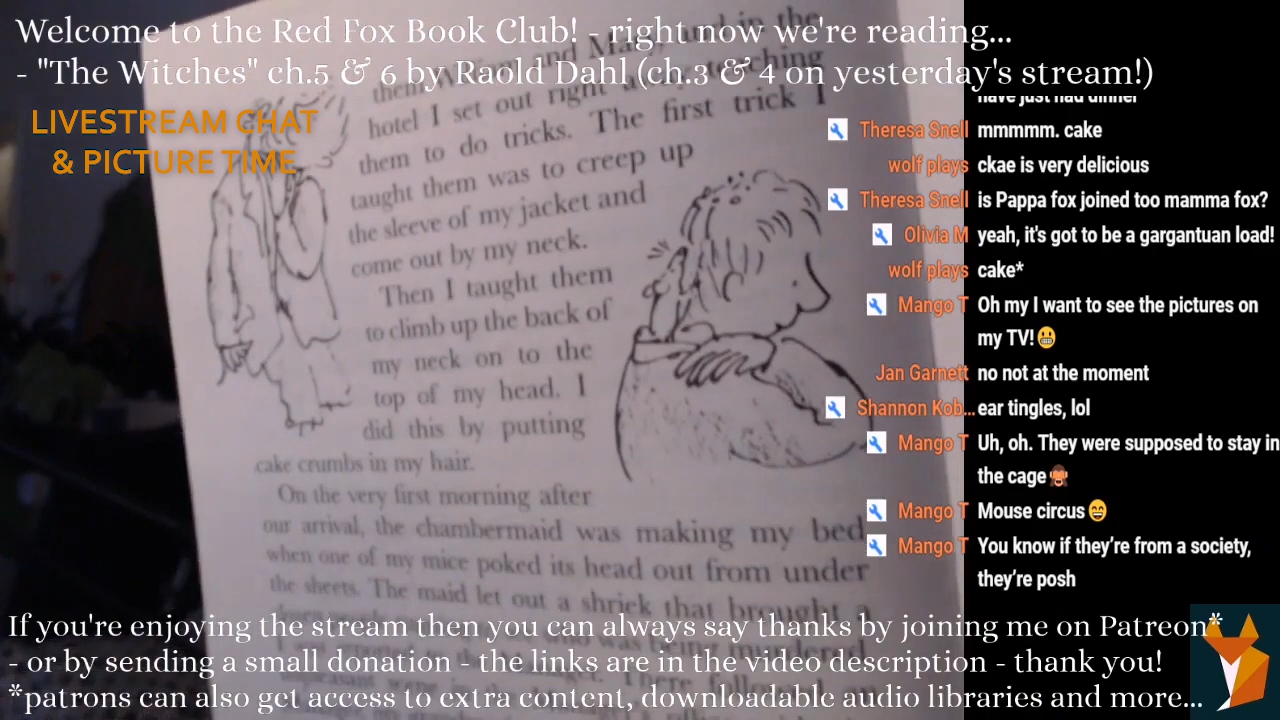 Welcome to the Red Fox Book Club! - right now we're reading...
- "The Witches" ch.5 & 6 by Raold Dahl (ch.3 & 4 on yesterday's stream!)
LIVESTREAM CHAT
& PICTURE TIME
and Mary and in the
hotel I set out right teaching
them to do tricks. The first trick I
taught them was to creep up
the sleeve of my jacket and
come out by my neck.
Then I taught them
to climb up the back of
my neck on to the
top of my head. I
did this by putting
cake crumbs in my hair.
On the very first morning after
our arrival, the chambermaid was making my bed
when one of my mice poked its head out from under
the sheets. The maid let out a shriek that brought a
have just had dinner
Theresa Snell mmmmm. cake
wolf plays ckae is very delicious
Theresa Snell is Pappa fox joined too mamma fox?
Olivia M yeah, it's got to be a gargantuan load!
wolf plays cake*
Mango T Oh my I want to see the pictures on
my TV!😬
Jan Garnett no not at the moment
Shannon Kob... ear tingles, lol
Mango T Uh, oh. They were supposed to stay in
the cage🙈
Mango T Mouse circus😁
Mango T You know if they're from a society,
they're posh
If you're enjoying the stream then you can always say thanks by joining me on Patreon*
- or by sending a small donation - the links are in the video description - thank you!
*patrons can also get access to extra content, downloadable audio libraries and more...